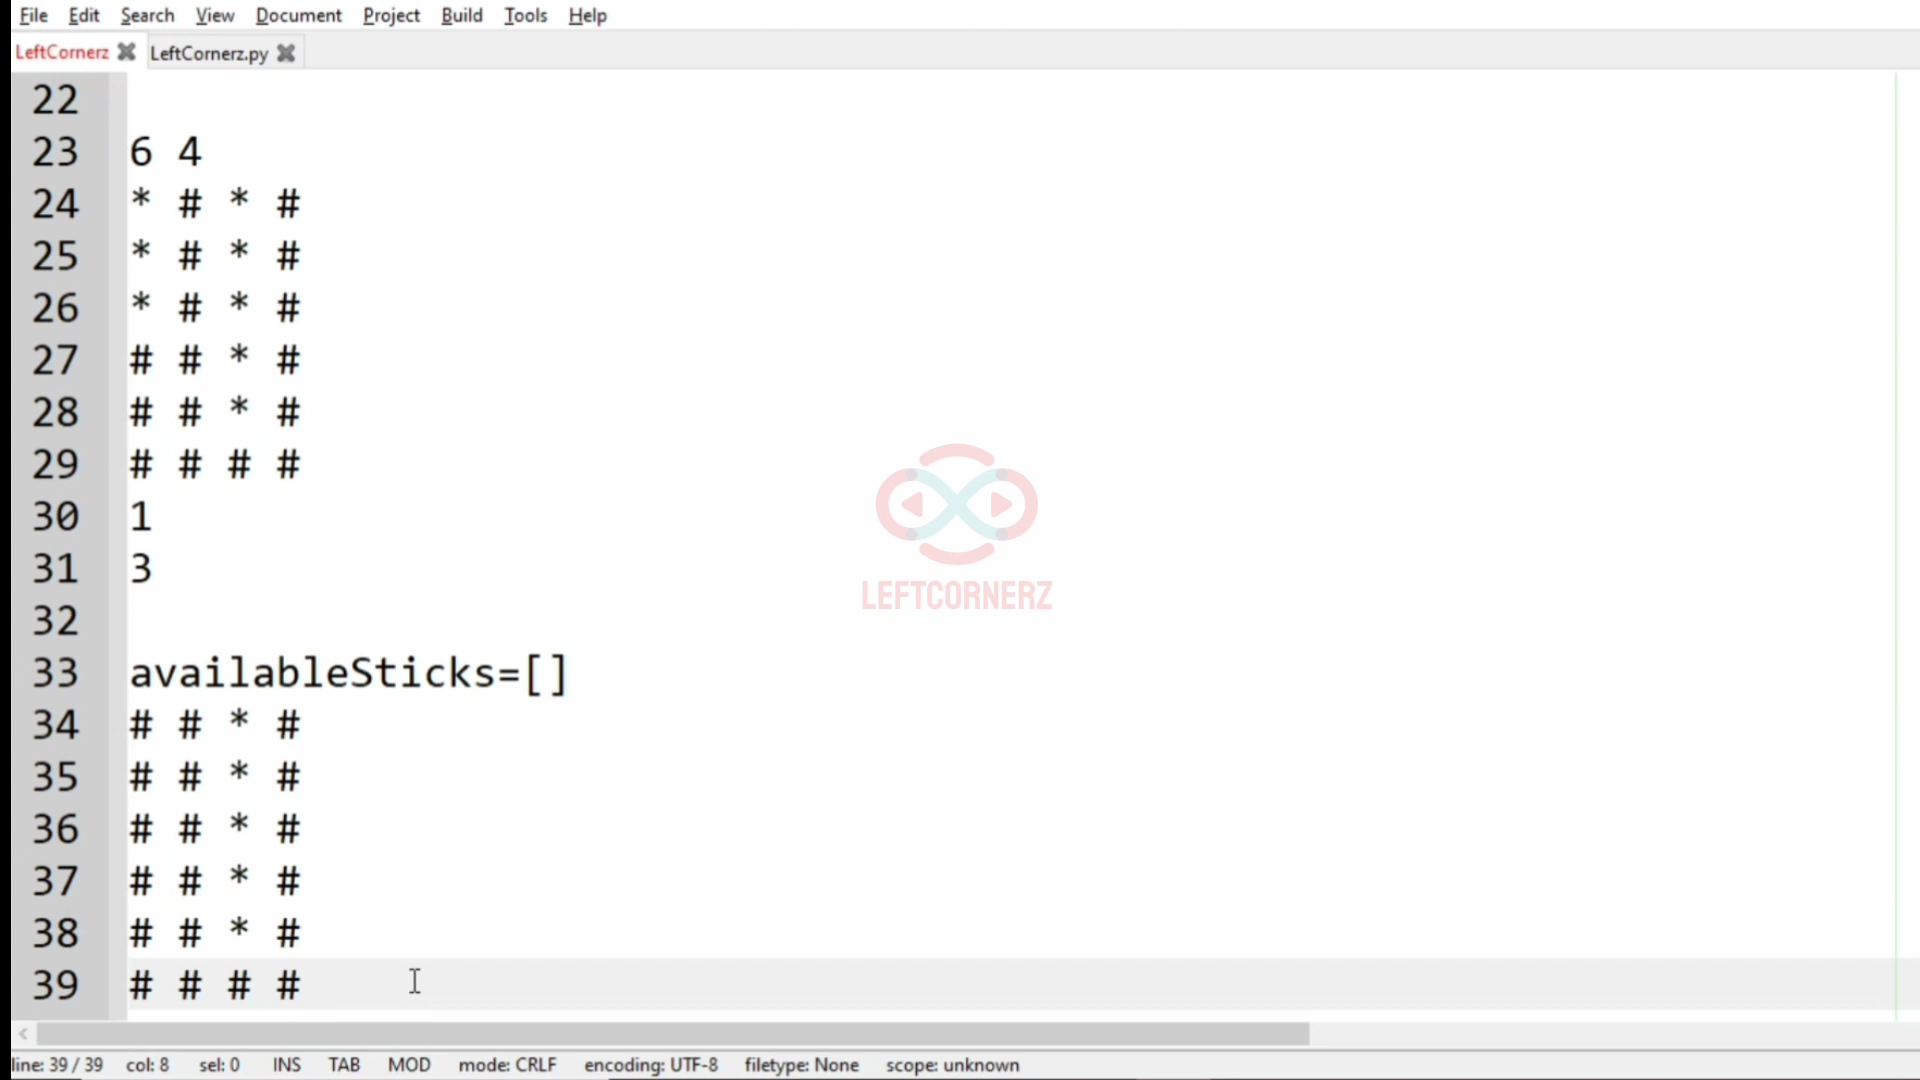 File Edit Search View Document Project Build Tools Help
LeftCornerz LeftCornerz.py
22
23 6 4
24 * # * #
25 * # * #
26 * # * #
27 # # * #
28 # # * #
29 # # # #
30 1
31 3
32
33 availableSticks=[]
34 # # * #
35 # # * #
36 # # * #
37 # # * #
38 # # * #
39 # # # #
LEFTCORNERZ
line: 39 / 39 col: 8 sel: 0 INS TAB MOD mode: CRLF encoding: UTF-8 filetype: None scope: unknown